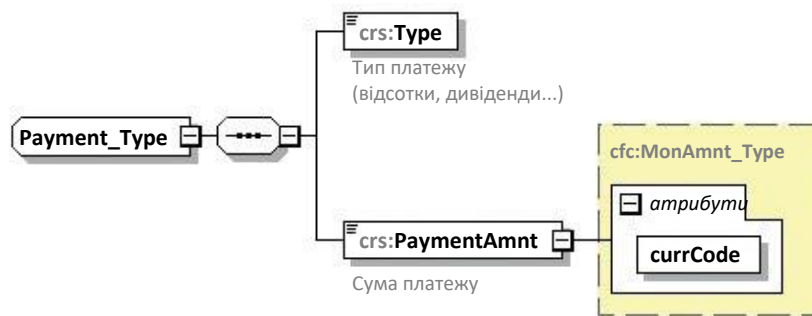 crs:Type
Тип платежу
(відсотки, дивіденди...)
Payment_Type
cfc:MonAmnt_Type
атрибути
crs:PaymentAmnt
currCode
Сума платежу